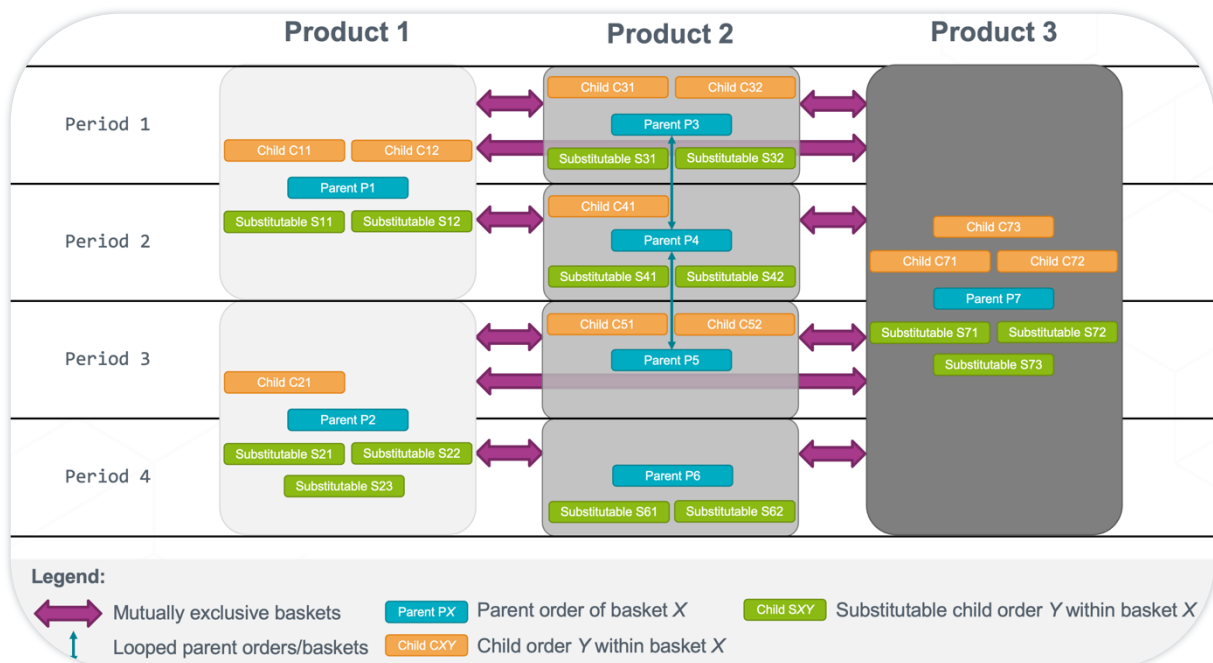 Product 1
Product 2
Product 3
Period 1
Child C31
Child C32
Parent P3
Child C11
Child C12
Substitutable S31
Substitutable S32
Parent P1
Period 2
Substitutable S11
Substitutable S12
Child C41
Parent P4
Substitutable S41
Substitutable S42
Child C73
Child C71
Child C72
Parent P7
Period 3
Child C51
Child C52
Parent P5
Substitutable S71
Substitutable S72
Substitutable S73
Child C21
Parent P2
Substitutable S21
Substitutable S22
Substitutable S23
Period 4
Parent P6
Substitutable S61
Substitutable S62
Legend:
Mutually exclusive baskets
Parent PX
Parent order of basket X
Child SXY
Substitutable child order Y within basket X
Looped parent orders/baskets
Child CXY
Child order Y within basket X